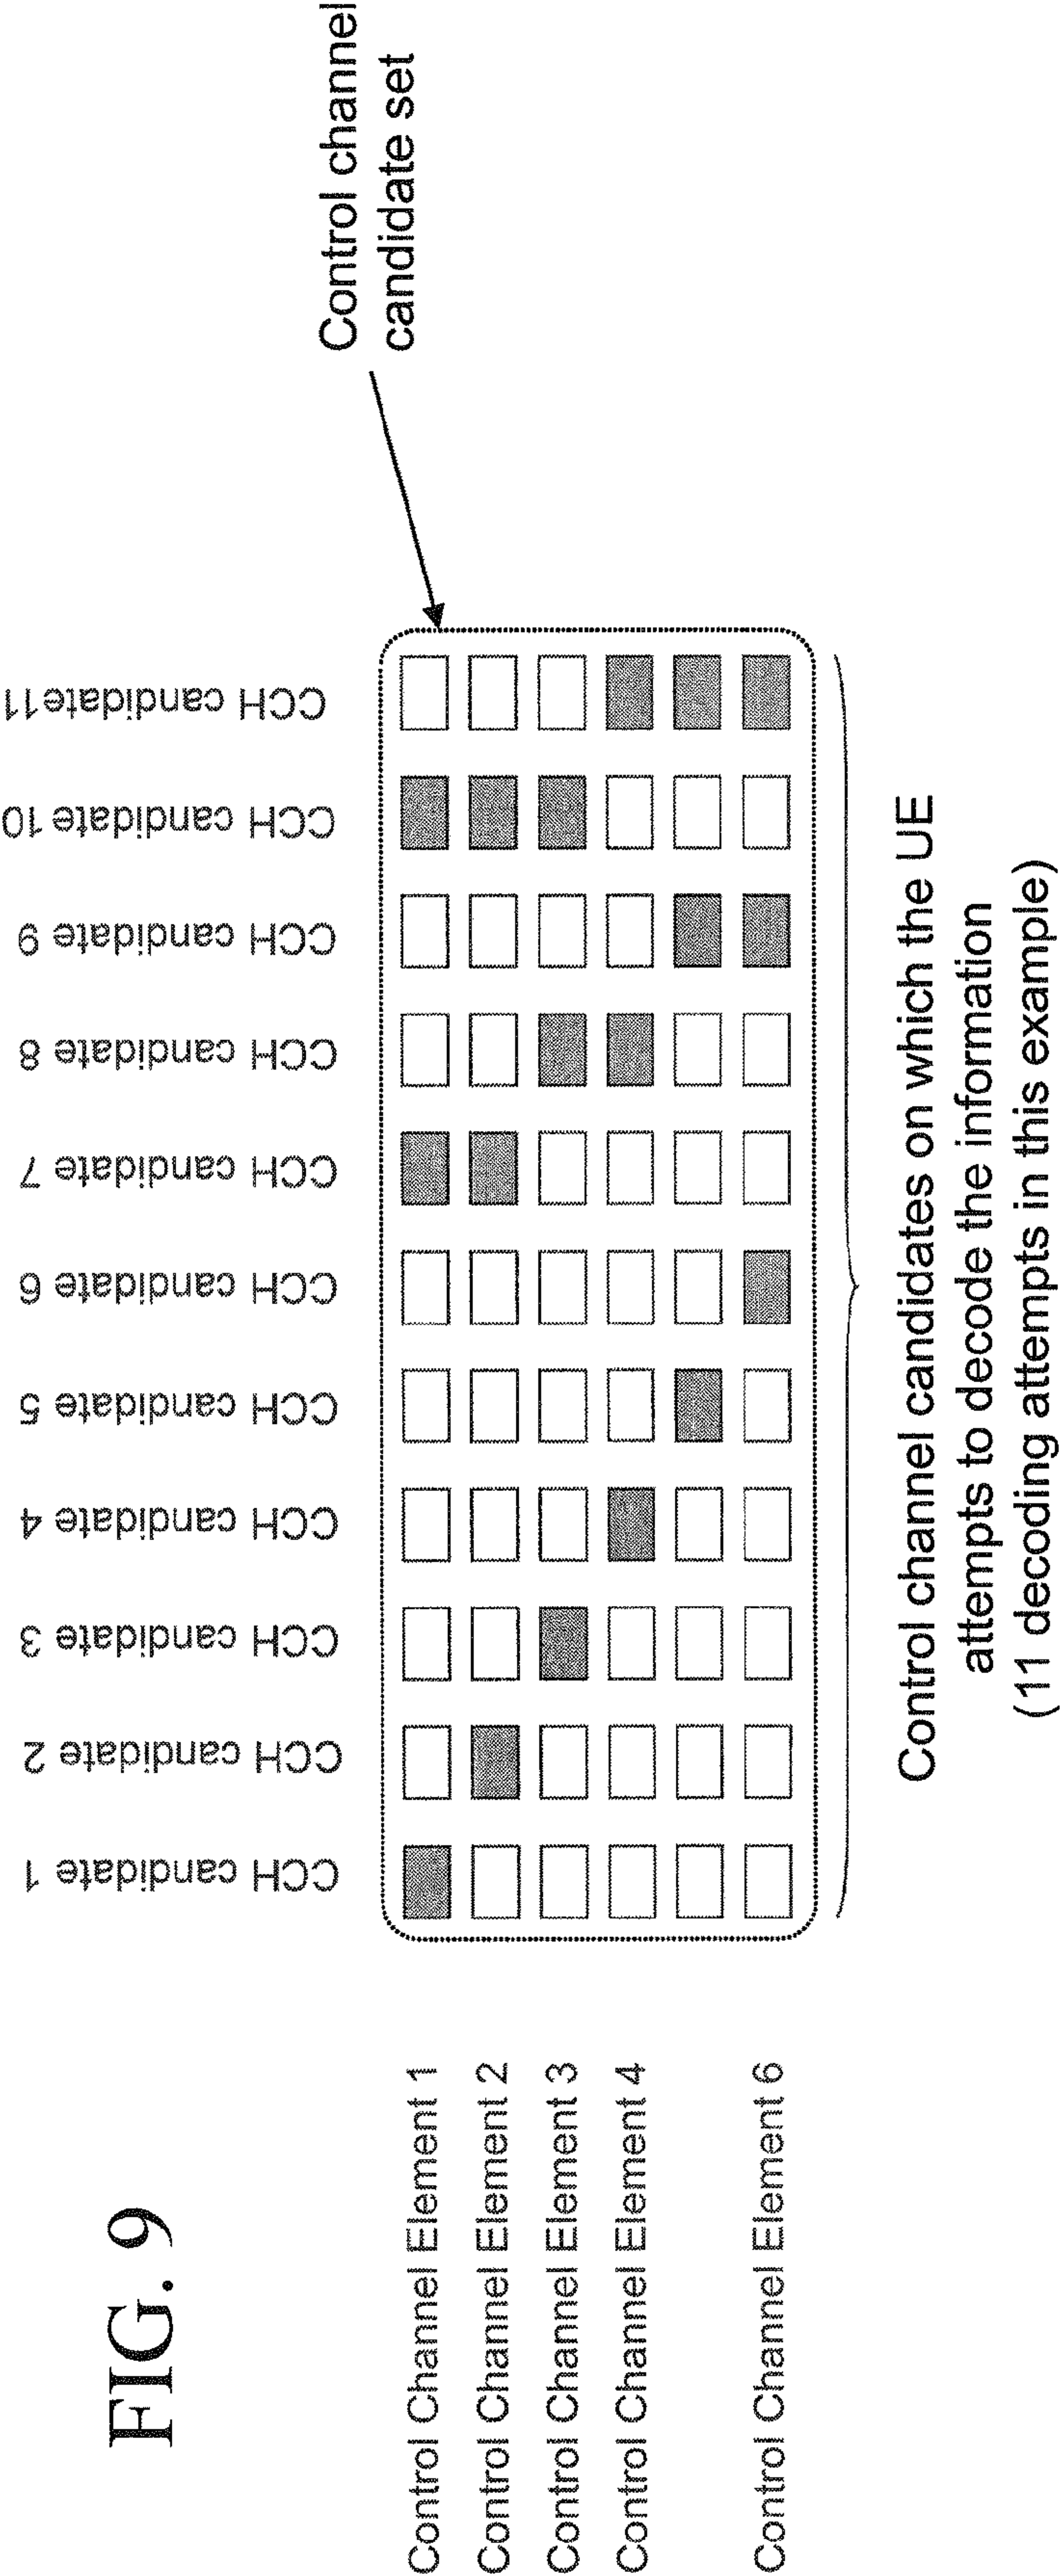 FIG. 9
CCH candidate 1
CCH candidate 2
CCH candidate 3
CCH candidate 4
CCH candidate 5
CCH candidate 6
CCH candidate 7
CCH candidate 8
CCH candidate 9
CCH candidate 10
CCH candidate11
Control channel
candidate set
Control Channel Element 1
Control Channel Element 2
Control Channel Element 3
Control Channel Element 4
Control Channel Element 6
Control channel candidates on which the UE
attempts to decode the information
(11 decoding attempts in this example)